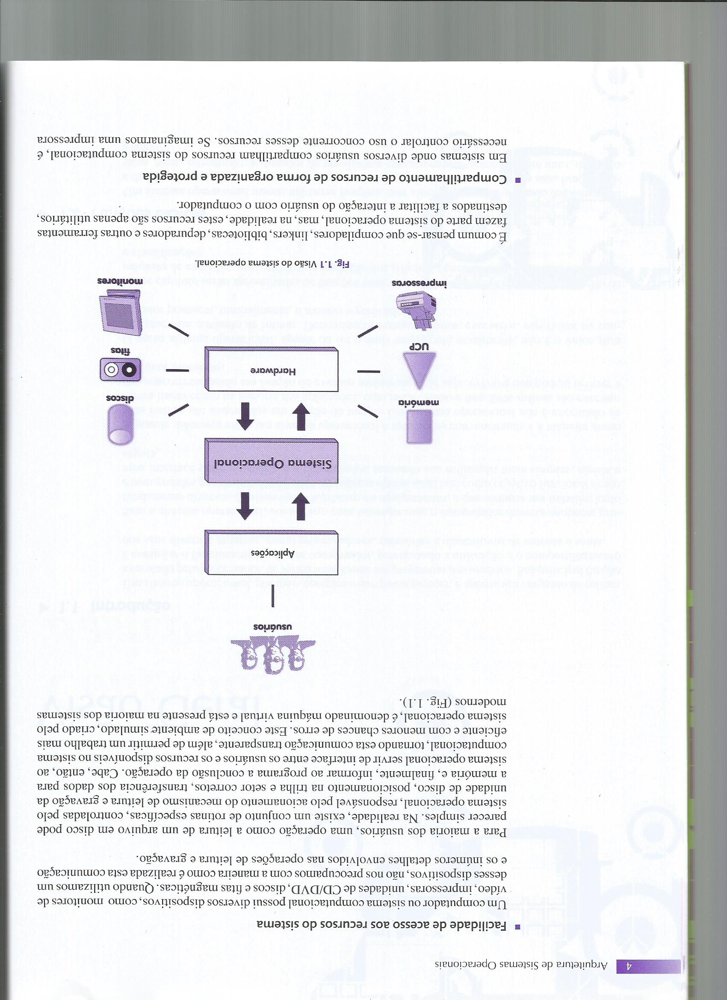 4 Arquitetura de Sistemas Operacionais
▪ Facilidade de acesso aos recursos do sistema
Um computador ou sistema computacional possui diversos dispositivos, como monitores de
vídeo, impressoras, unidades de CD/DVD, discos e fitas magnéticas. Quando utilizamos um
desses dispositivos, não nos preocupamos com a maneira como é realizada esta comunicação
e os inúmeros detalhes envolvidos nas operações de leitura e gravação.
Para a maioria dos usuários, uma operação como a leitura de um arquivo em disco pode
parecer simples. Na realidade, existe um conjunto de rotinas específicas, controladas pelo
sistema operacional, responsável pelo acionamento do mecanismo de leitura e gravação da
unidade de disco, posicionamento na trilha e setor corretos, transferência dos dados para
a memória e, finalmente, informar ao programa a conclusão da operação. Cabe, então, ao
sistema operacional servir de interface entre os usuários e os recursos disponíveis no sistema
computacional, tornando esta comunicação transparente, além de permitir um trabalho mais
eficiente e com menores chances de erros. Este conceito de ambiente simulado, criado pelo
sistema operacional, é denominado máquina virtual e está presente na maioria dos sistemas
modernos (Fig. 1.1).
usuários
Aplicações
Sistema Operacional
memória
discos
Hardware
UCP
fitas
impressoras
monitores
Fig. 1.1 Visão do sistema operacional.
É comum pensar-se que compiladores, linkers, bibliotecas, depuradores e outras ferramentas
fazem parte do sistema operacional, mas, na realidade, estes recursos são apenas utilitários,
destinados a facilitar a interação do usuário com o computador.
▪ Compartilhamento de recursos de forma organizada e protegida
Em sistemas onde diversos usuários compartilham recursos do sistema computacional, é
necessário controlar o uso concorrente desses recursos. Se imaginarmos uma impressora